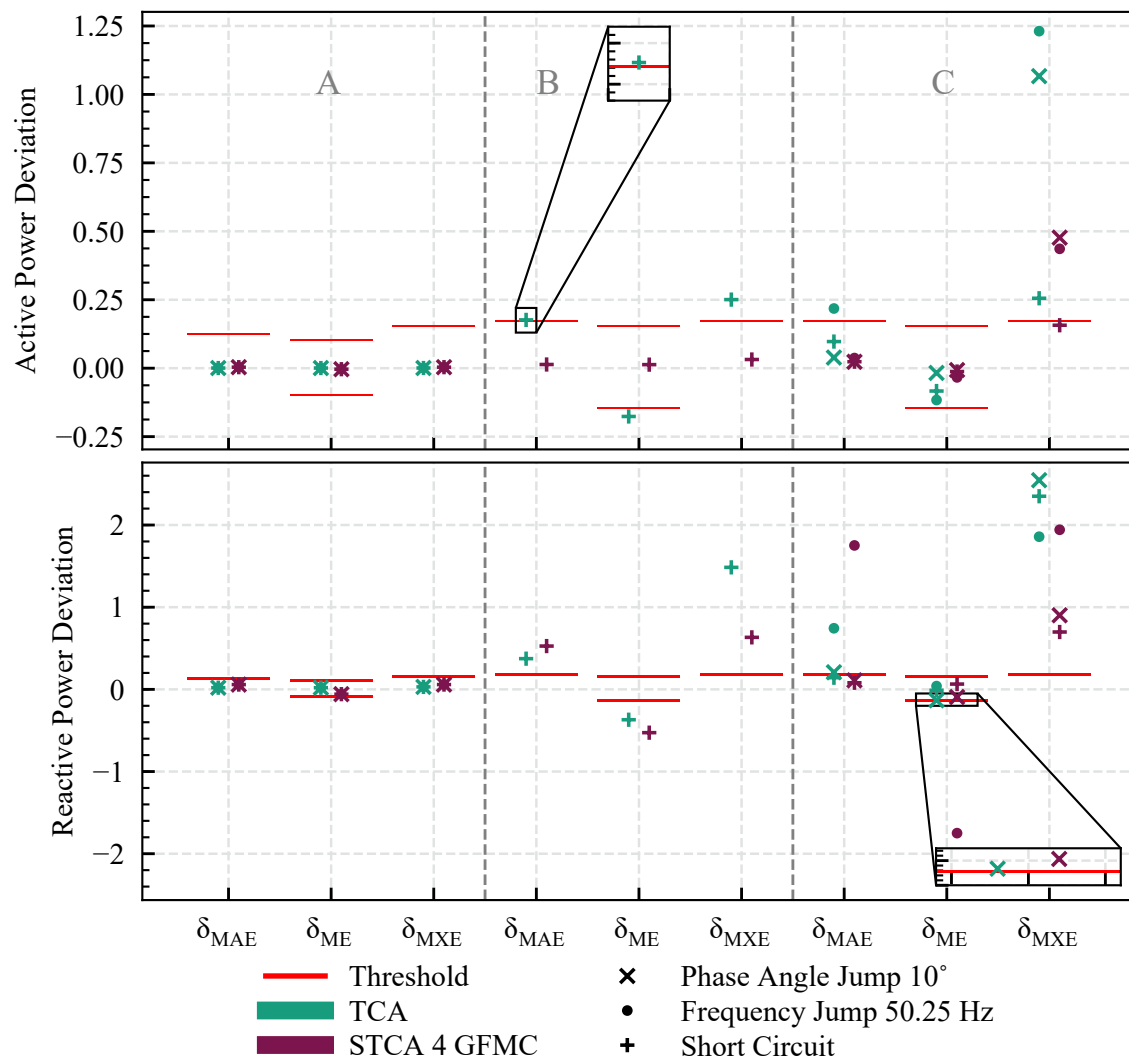 Active Power Deviation
1.25
1.00
0.75
0.50
0.25
0.00
−0.25
A
B
C
Reactive Power Deviation
2
1
0
−1
−2
δMAE δME δMXE δMAE δME δMXE δMAE δME δMXE
Threshold
TCA
STCA 4 GFMC
Phase Angle Jump 10°
Frequency Jump 50.25 Hz
Short Circuit